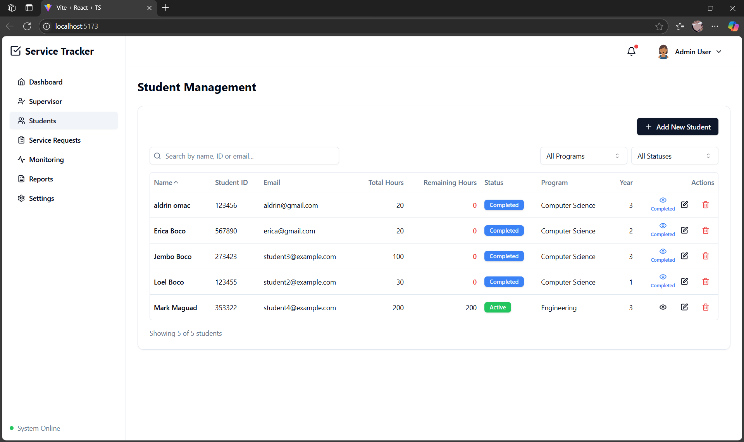 Vite + React + TS
localhost:5173
Service Tracker
Admin User
Dashboard
Supervisor
Students
Service Requests
Monitoring
Reports
Settings
System Online
Student Management
Add New Student
Search by name, ID or email...
All Programs
All Statuses
Name Student ID Email Total Hours Remaining Hours Status Program Year Actions
aldrin omac 123456 aldrin@gmail.com 20 0 Completed Computer Science 3 Completed
Erica Boco 567890 erica@gmail.com 20 0 Completed Computer Science 2 Completed
Jembo Boco 273423 student3@example.com 100 0 Completed Computer Science 3 Completed
Loel Boco 123455 student2@example.com 30 0 Completed Computer Science 1 Completed
Mark Maguad 353322 student4@example.com 200 200 Active Engineering 3
Showing 5 of 5 students